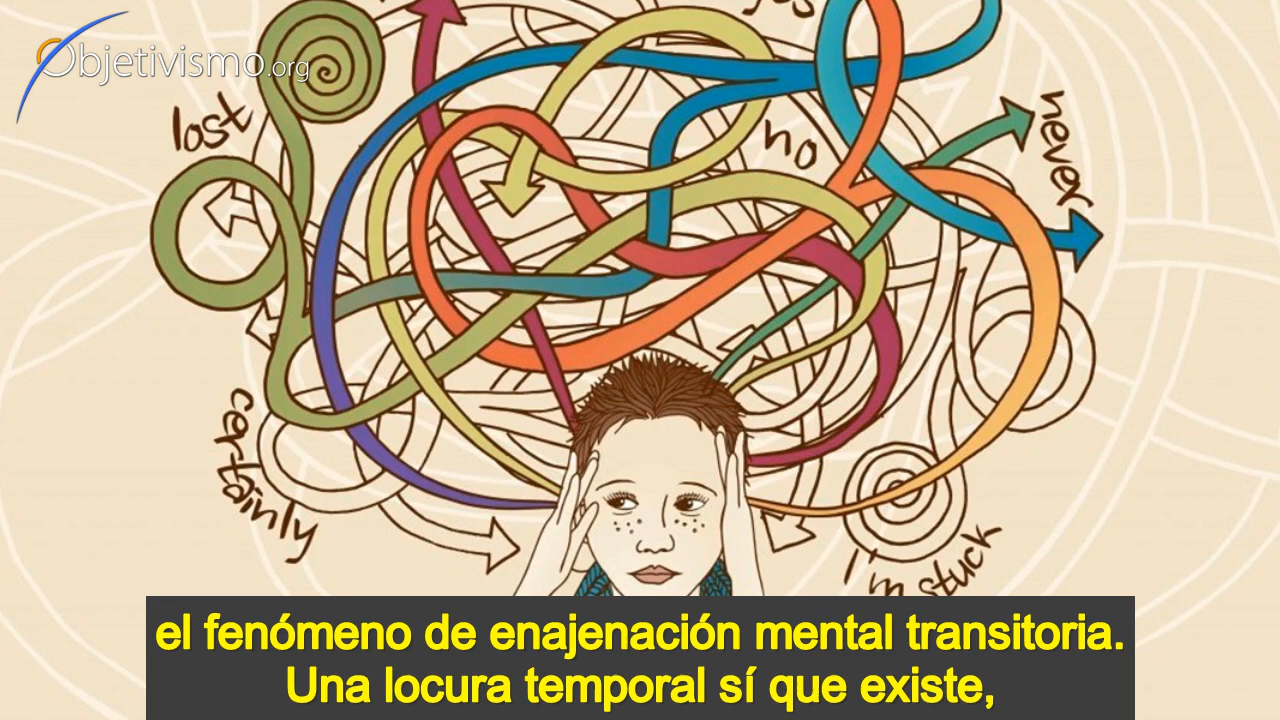 Objetivismo.org
lost
no
never
certainly
i'm stuck
el fenómeno de enajenación mental transitoria.
Una locura temporal sí que existe,